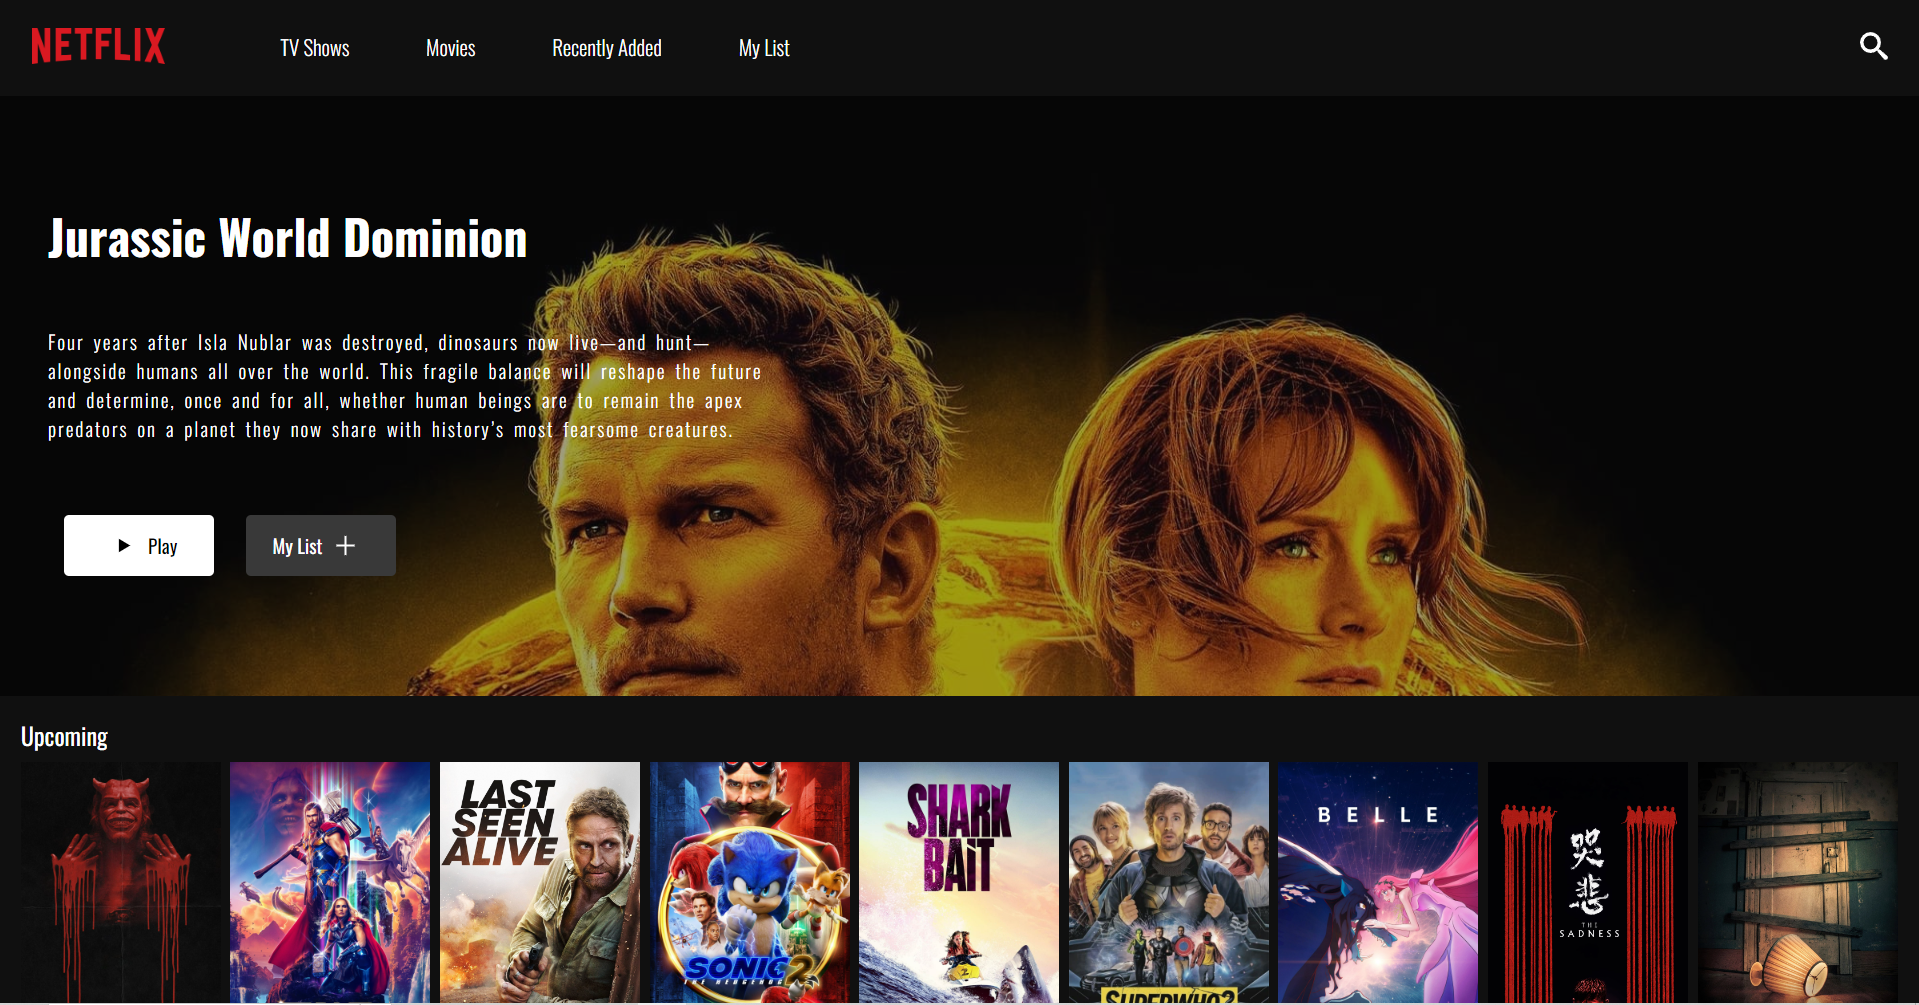 NETFLIX
TV Shows
Movies
Recently Added
My List
Jurassic World Dominion
Four years after Isla Nublar was destroyed, dinosaurs now live—and hunt—
alongside humans all over the world. This fragile balance will reshape the future
and determine, once and for all, whether human beings are to remain the apex
predators on a planet they now share with history's most fearsome creatures.
Play
My List
Upcoming
LAST
SEEN
ALIVE
SONIC 2
THE HEDGEHOG
SHARK
BAIT
2
SUPERWHO?
BELLE
哭
悲
THE
SADNESS